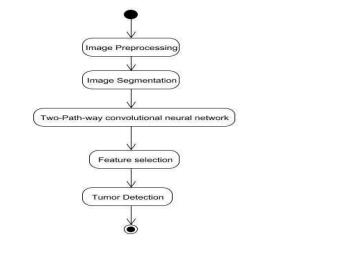 Image Preprocessing
Image Segmentation
Two-Path-way convolutional neural network
Feature selection
Tumor Detection